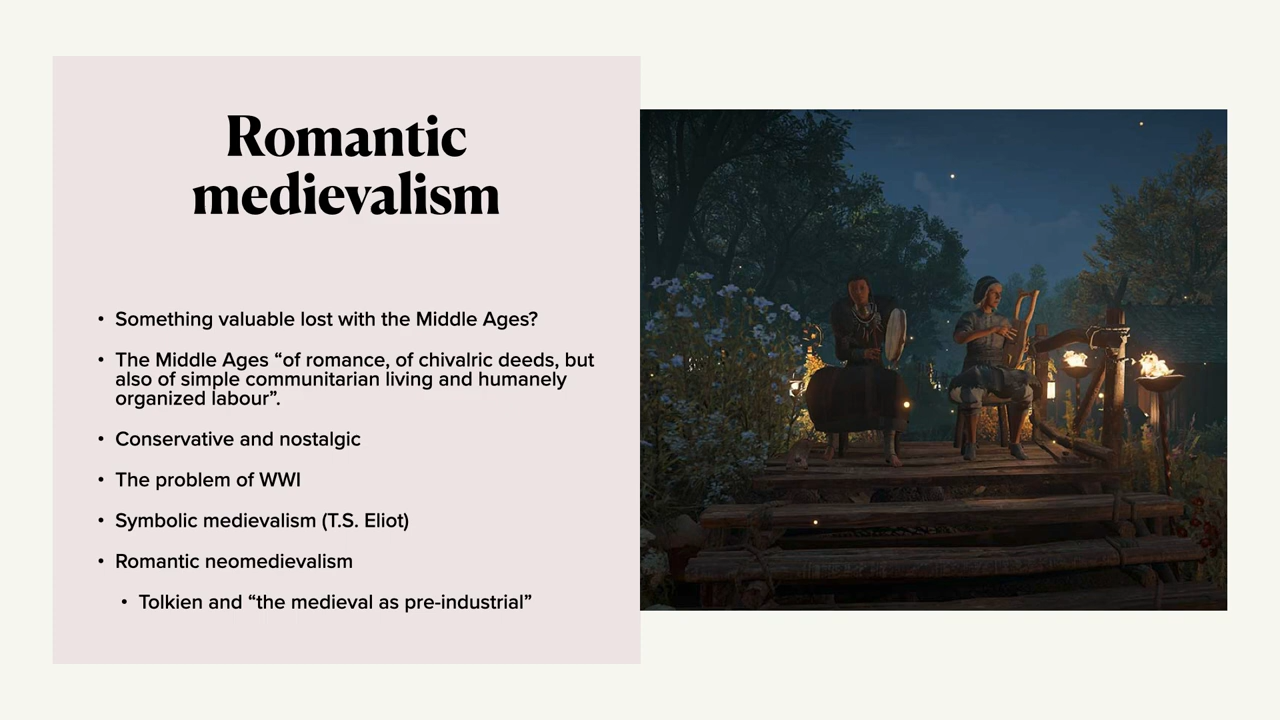 Romantic
medievalism
• Something valuable lost with the Middle Ages?
• The Middle Ages “of romance, of chivalric deeds, but
also of simple communitarian living and humanely
organized labour”.
• Conservative and nostalgic
• The problem of WWI
• Symbolic medievalism (T.S. Eliot)
• Romantic neomedievalism
• Tolkien and “the medieval as pre-industrial”